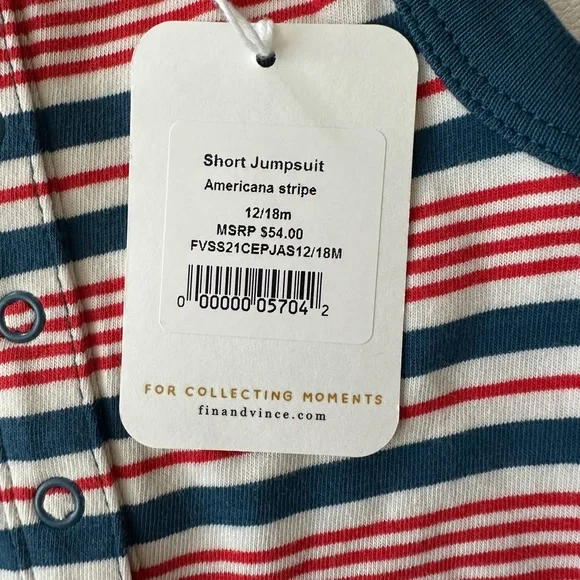 Short Jumpsuit
Americana stripe
12/18m
MSRP $54.00
FVSS21CEPJAS12/18M
0 00000 05704 2
FOR COLLECTING MOMENTS
finandvince.com